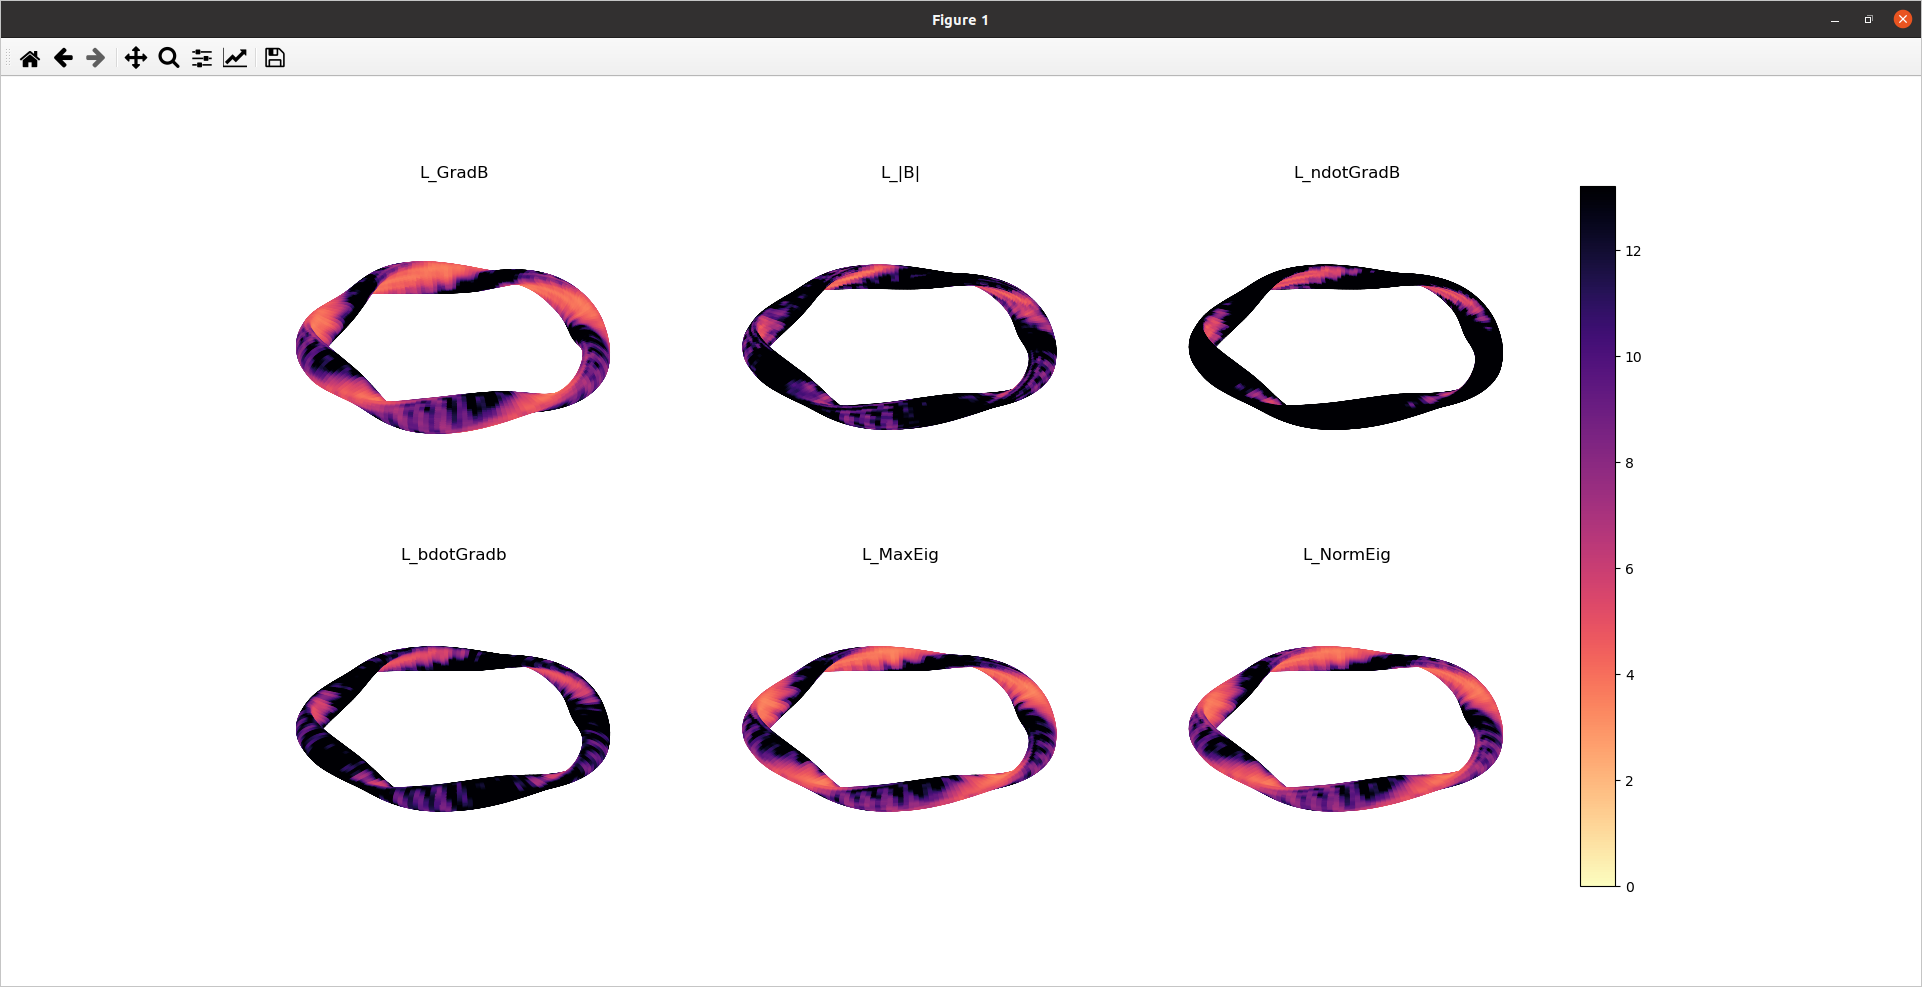 Figure 1
L_GradB
L_|B|
L_ndotGradB
12
10
8
6
4
2
0
L_bdotGradb
L_MaxEig
L_NormEig